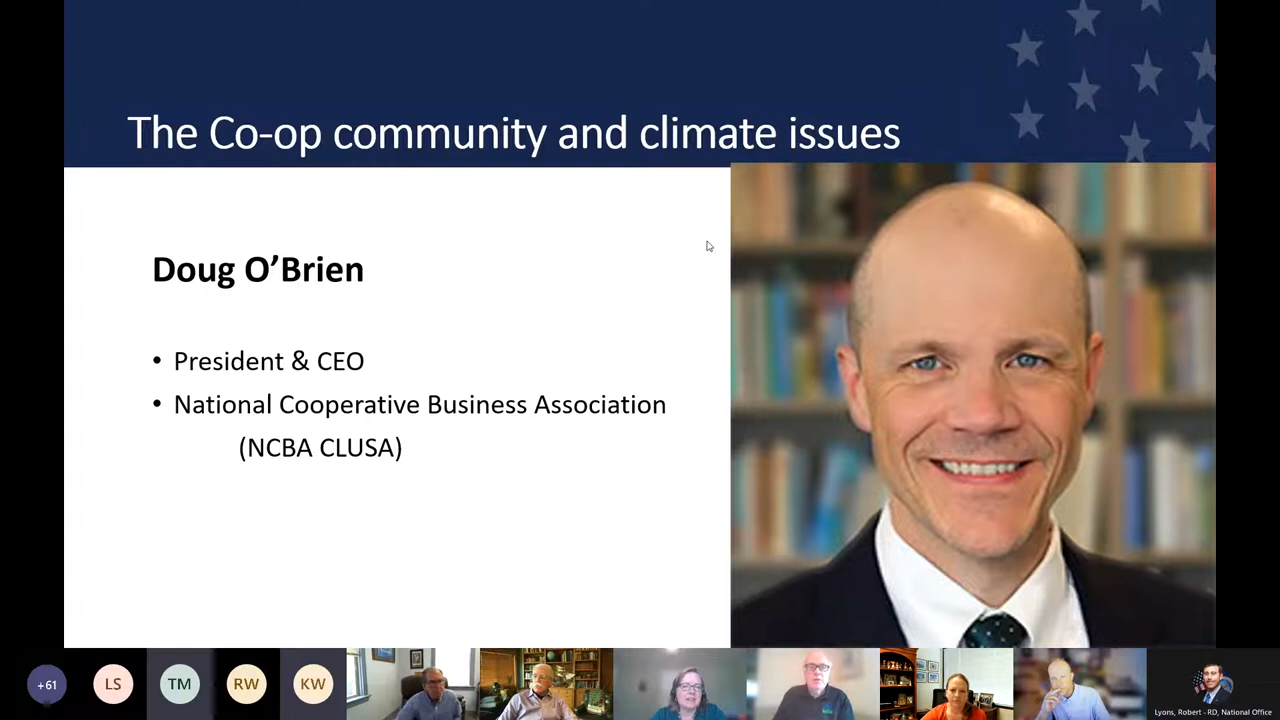 The Co-op community and climate issues
Doug O’Brien
• President & CEO
• National Cooperative Business Association
(NCBA CLUSA)
+61
LS
TM
RW
KW
Lyons, Robert - RD, National Office